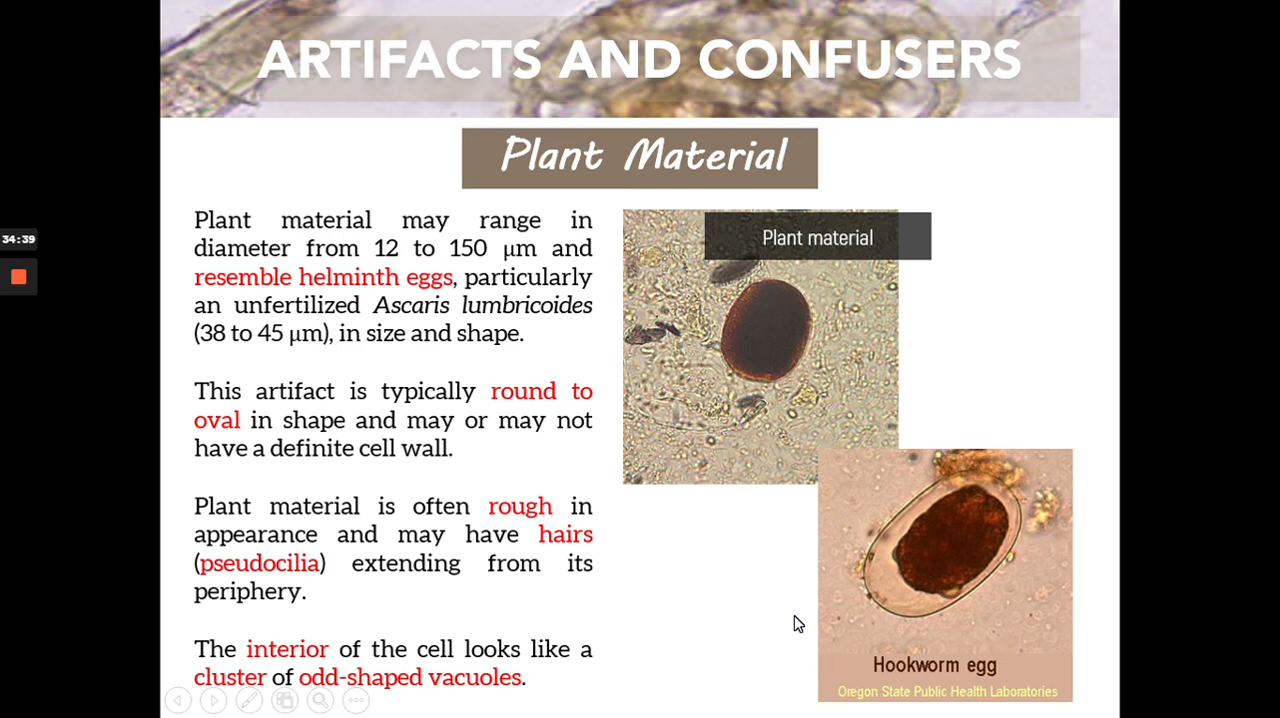 ARTIFACTS AND CONFUSERS
Plant Material
Plant material may range in
diameter from 12 to 150 μm and
resemble helminth eggs, particularly
an unfertilized Ascaris lumbricoides
(38 to 45 μm), in size and shape.
This artifact is typically round to
oval in shape and may or may not
have a definite cell wall.
Plant material is often rough in
appearance and may have hairs
(pseudocilia) extending from its
periphery.
The interior of the cell looks like a
cluster of odd-shaped vacuoles.
Plant material
Hookworm egg
Oregon State Public Health Laboratories
34:39